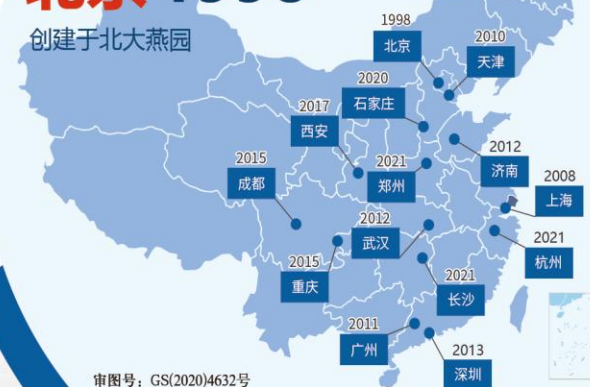 北京 1998
创建于北大燕园
1998
北京
2010
天津
2020
石家庄
2017
西安
2012
济南
2015
成都
2021
郑州
2008
上海
2012
武汉
2021
杭州
2015
重庆
2021
长沙
2011
广州
2013
深圳
审图号：GS(2020)4632号